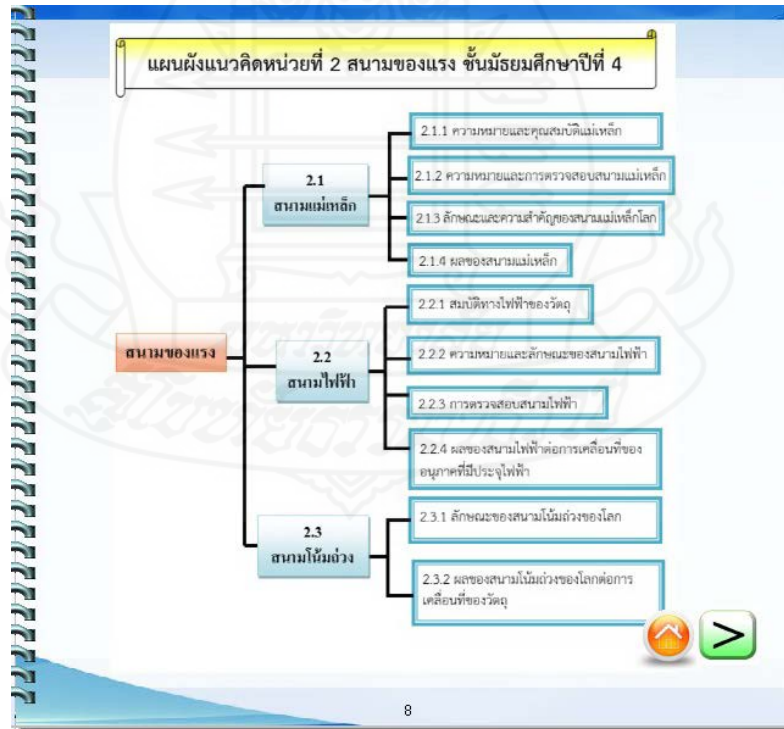 แผนผังแนวคิดหน่วยที่ 2 สนามของแรง ชั้นมัธยมศึกษาปีที่ 4
สนามของแรง
2.1
สนามแม่เหล็ก
2.1.1 ความหมายและคุณสมบัติแม่เหล็ก
2.1.2 ความหมายและการตรวจสอบสนามแม่เหล็ก
2.1.3 ลักษณะและความสำคัญของสนามแม่เหล็กโลก
2.1.4 ผลของสนามแม่เหล็ก
2.2
สนามไฟฟ้า
2.2.1 สมบัติทางไฟฟ้าของวัตถุ
2.2.2 ความหมายและลักษณะของสนามไฟฟ้า
2.2.3 การตรวจสอบสนามไฟฟ้า
2.2.4 ผลของสนามไฟฟ้าต่อการเคลื่อนที่ของ
อนุภาคที่มีประจุไฟฟ้า
2.3
สนามโน้มถ่วง
2.3.1 ลักษณะของสนามโน้มถ่วงของโลก
2.3.2 ผลของสนามโน้มถ่วงของโลกต่อการ
เคลื่อนที่ของวัตถุ
>
8